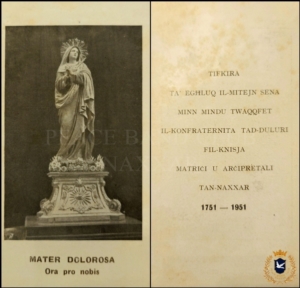 MATER DOLOROSA
Ora pro nobis
TIFKIRA
TA' EGHLUQ IL-MITEJN SENA
MINN MINDU TWAQQFET
IL-KONFRATERNITA TAD-DULURI
FIL-KNISJA
MATRICI U ARCIPRETALI
TAN-NAXXAR
1751 — 1951